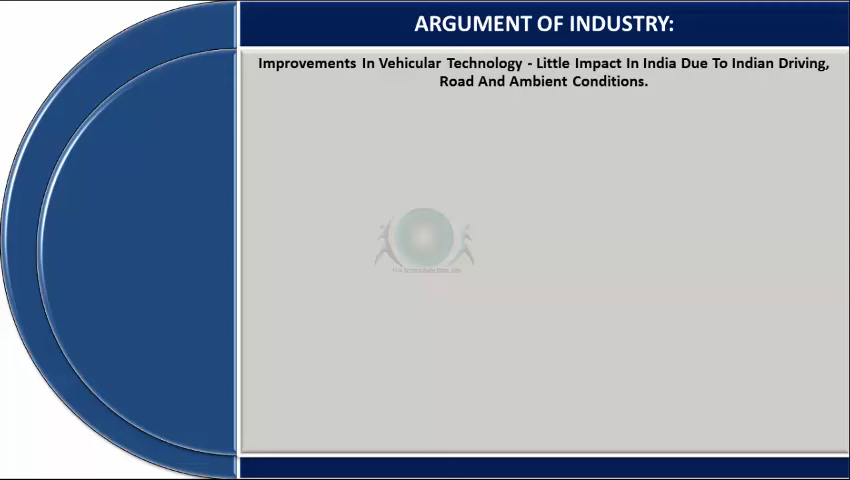 ARGUMENT OF INDUSTRY:
Improvements In Vehicular Technology - Little Impact In India Due To Indian Driving,
Road And Ambient Conditions.